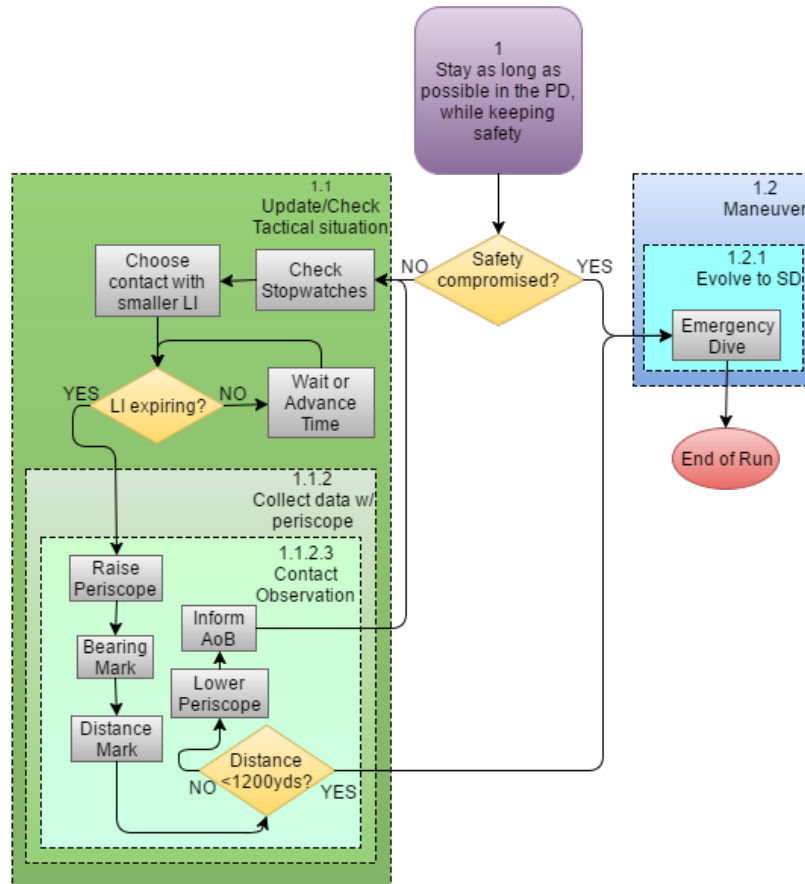 1
Stay as long as
possible in the PD,
while keeping
safety
1.1
Update/Check
Tactical situation
1.2
Maneuver
1.2.1
Evolve to SD
Choose
contact with
smaller LI
Check
Stopwatches
NO
Safety
compromised?
YES
Emergency
Dive
YES
LI expiring?
NO
Wait or
Advance
Time
End of Run
1.1.2
Collect data w/
periscope
1.1.2.3
Contact
Observation
Raise
Periscope
Inform
AoB
Bearing
Mark
Lower
Periscope
Distance
Mark
Distance
<1200yds?
NO
YES